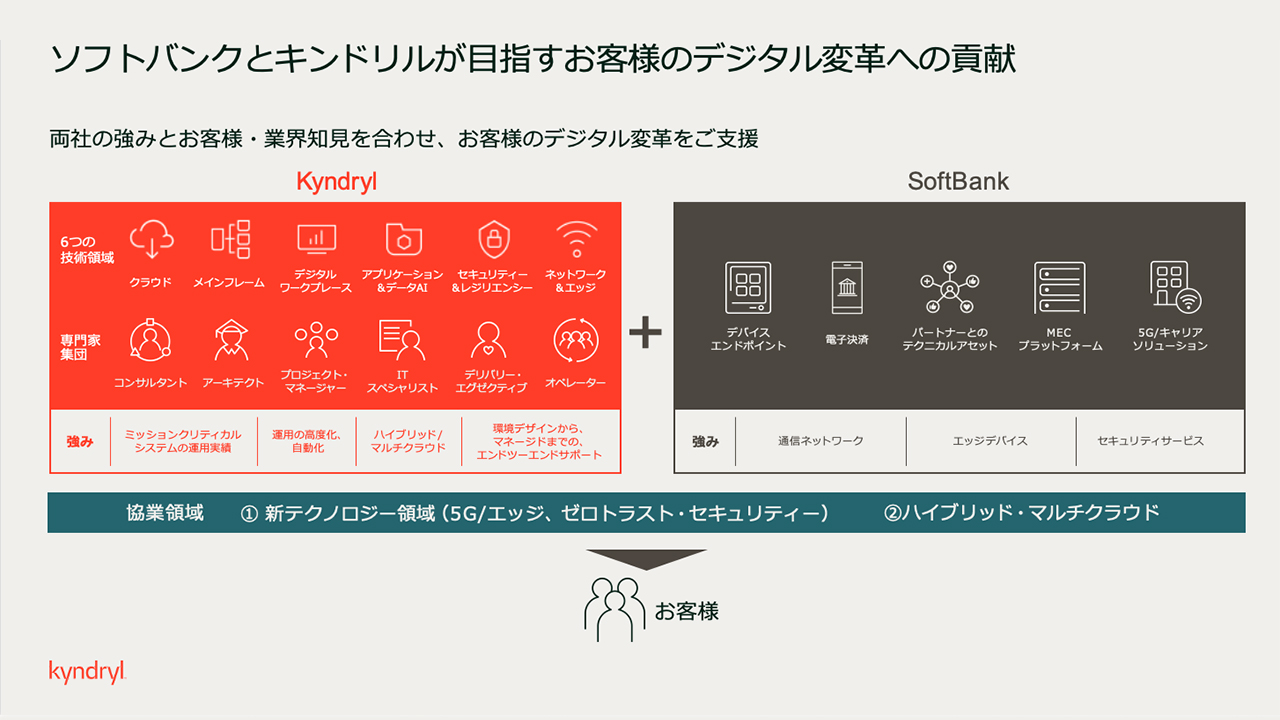 ソフトバンクとキンドリルが目指すお客様のデジタル変革への貢献
両社の強みとお客様・業界知見を合わせ、お客様のデジタル変革をご支援
Kyndryl
6つの
技術領域
クラウド
メインフレーム
デジタル
ワークプレース
アプリケーション
&データAI
セキュリティー
&レジリエンシー
ネットワーク
&エッジ
専門家
集団
コンサルタント
アーキテクト
プロジェクト・
マネージャー
IT
スペシャリスト
デリバリー・
エグゼクティブ
オペレーター
強み
ミッションクリティカル
システムの運用実績
運用の高度化、
自動化
ハイブリッド/
マルチクラウド
環境デザインから、
マネージドまでの、
エンドツーエンドサポート
+
SoftBank
デバイス
エンドポイント
電子決済
パートナーとの
テクニカルアセット
MEC
プラットフォーム
5G/キャリア
ソリューション
強み
通信ネットワーク
エッジデバイス
セキュリティサービス
協業領域 ① 新テクノロジー領域（5G/エッジ、ゼロトラスト・セキュリティー） ②ハイブリッド・マルチクラウド
お客様
kyndryl